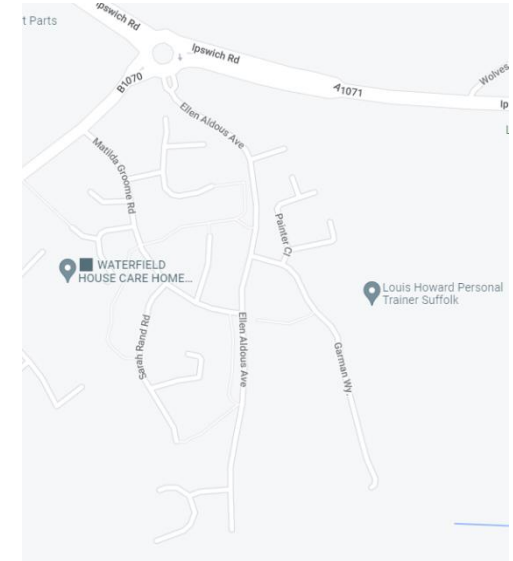 t Parts
Ipswich Rd
Ipswich Rd
B1070
A1071
Wolves
Ip
L
Ellen Aldous Ave
Matilda Groome Rd
Painter Cl
WATERFIELD
HOUSE CARE HOME...
Louis Howard Personal
Trainer Suffolk
Sarah Rand Rd
Ellen Aldous Ave
Garman Wy.